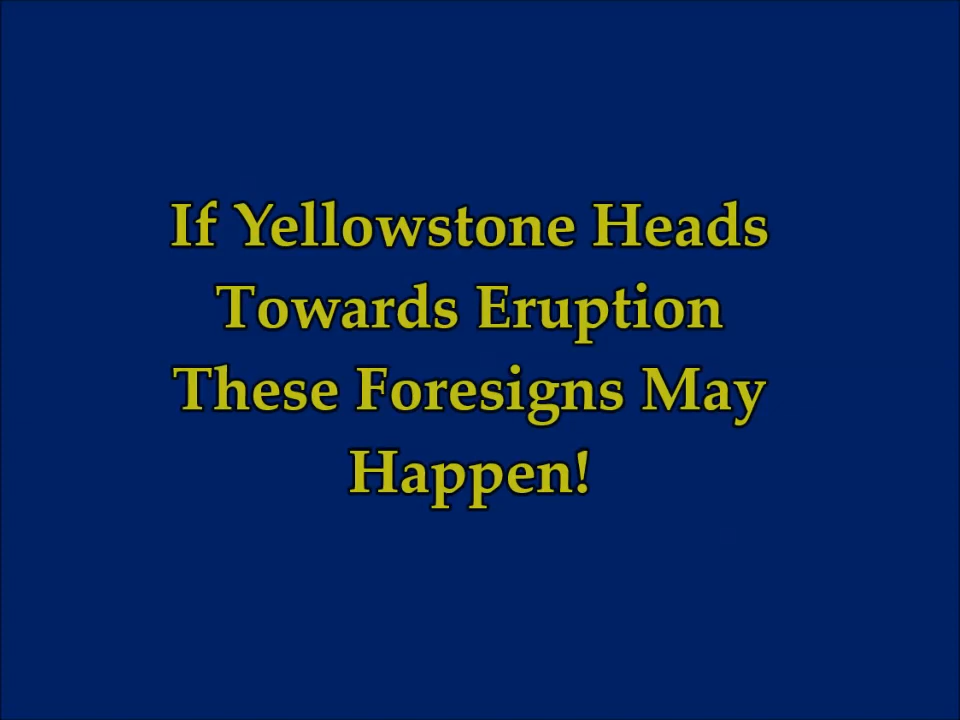 If Yellowstone Heads
Towards Eruption
These Foresigns May
Happen!